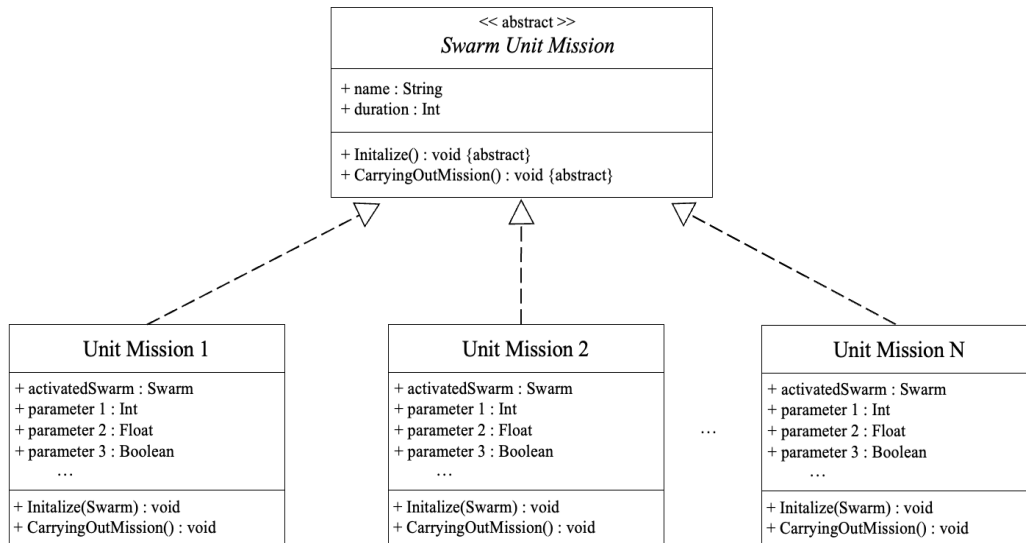 << abstract >>
Swarm Unit Mission
+ name : String
+ duration : Int
+ Initalize() : void {abstract}
+ CarryingOutMission() : void {abstract}
Unit Mission 1
+ activatedSwarm : Swarm
+ parameter 1 : Int
+ parameter 2 : Float
+ parameter 3 : Boolean
...
+ Initalize(Swarm) : void
+ CarryingOutMission() : void
Unit Mission 2
+ activatedSwarm : Swarm
+ parameter 1 : Int
+ parameter 2 : Float
+ parameter 3 : Boolean
...
+ Initalize(Swarm) : void
+ CarryingOutMission() : void
...
Unit Mission N
+ activatedSwarm : Swarm
+ parameter 1 : Int
+ parameter 2 : Float
+ parameter 3 : Boolean
...
+ Initalize(Swarm) : void
+ CarryingOutMission() : void